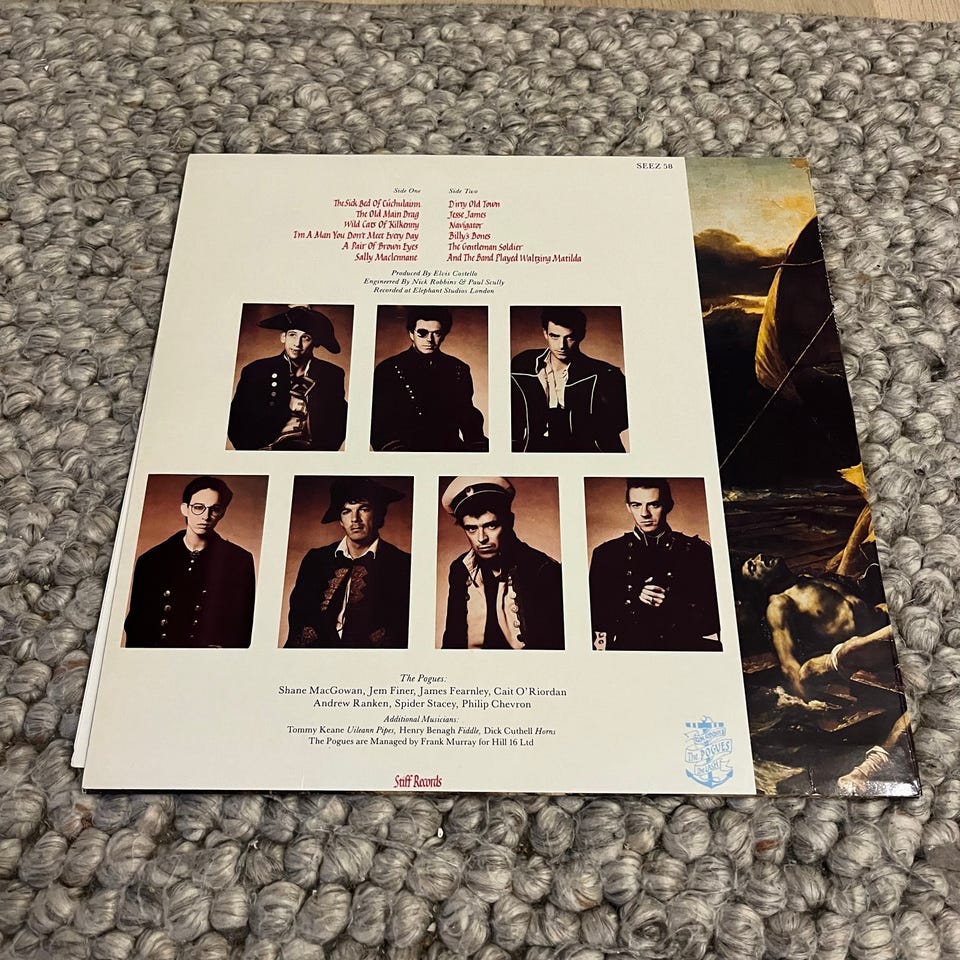 SEEZ 58
Side One
The Sick Bed Of Cúchulainn
The Old Main Drag
Wild Cats Of Kilkenny
I'm A Man You Don't Meet Every Day
A Pair Of Brown Eyes
Sally Maclennane
Side Two
Dirty Old Town
Jesse James
Navigator
Billy's Bones
The Gentleman Soldier
And The Band Played Waltzing Matilda
Produced By Elvis Costello
Engineered By Nick Robbins & Paul Scully
Recorded at Elephant Studios London
The Pogues:
Shane MacGowan, Jem Finer, James Fearnley, Cait O'Riordan
Andrew Ranken, Spider Stacey, Philip Chevron
Additional Musicians:
Tommy Keane Uileann Pipes, Henry Benagh Fiddle, Dick Cuthell Horns
The Pogues are Managed by Frank Murray for Hill 16 Ltd
Stiff Records
The POGUES